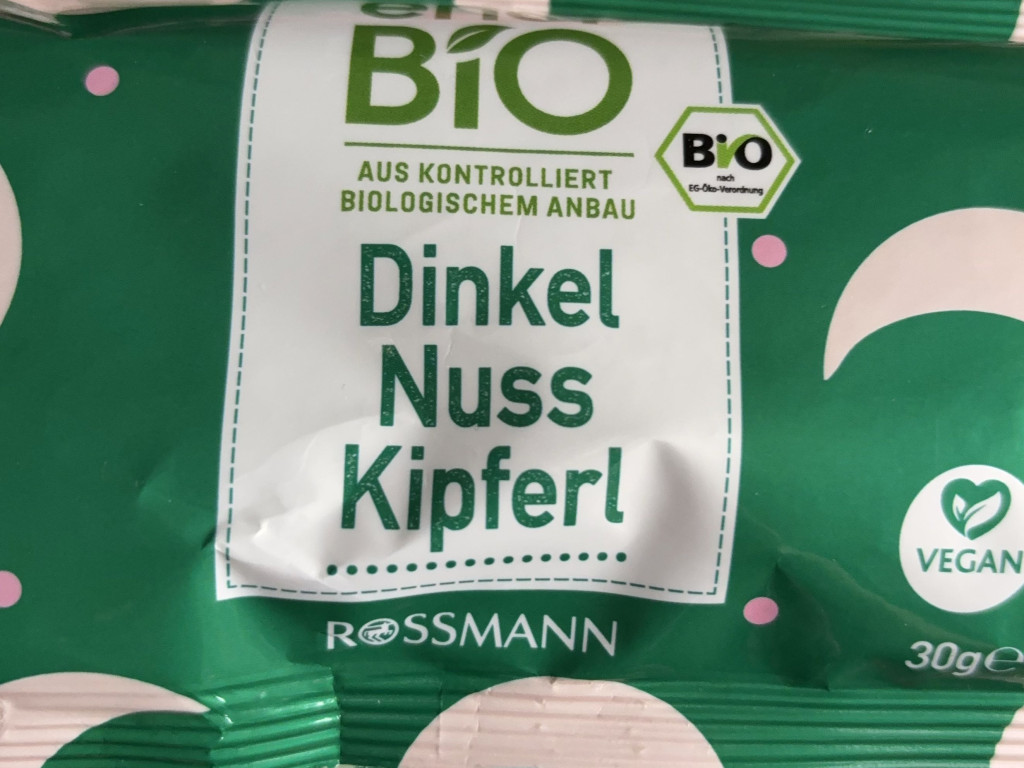 BiO
AUS KONTROLLIERT
BIOLOGISCHEM ANBAU
BiO
nach
EG-Öko-Verordnung
Dinkel
Nuss
Kipferl
VEGAN
ROSSMANN
30g℮